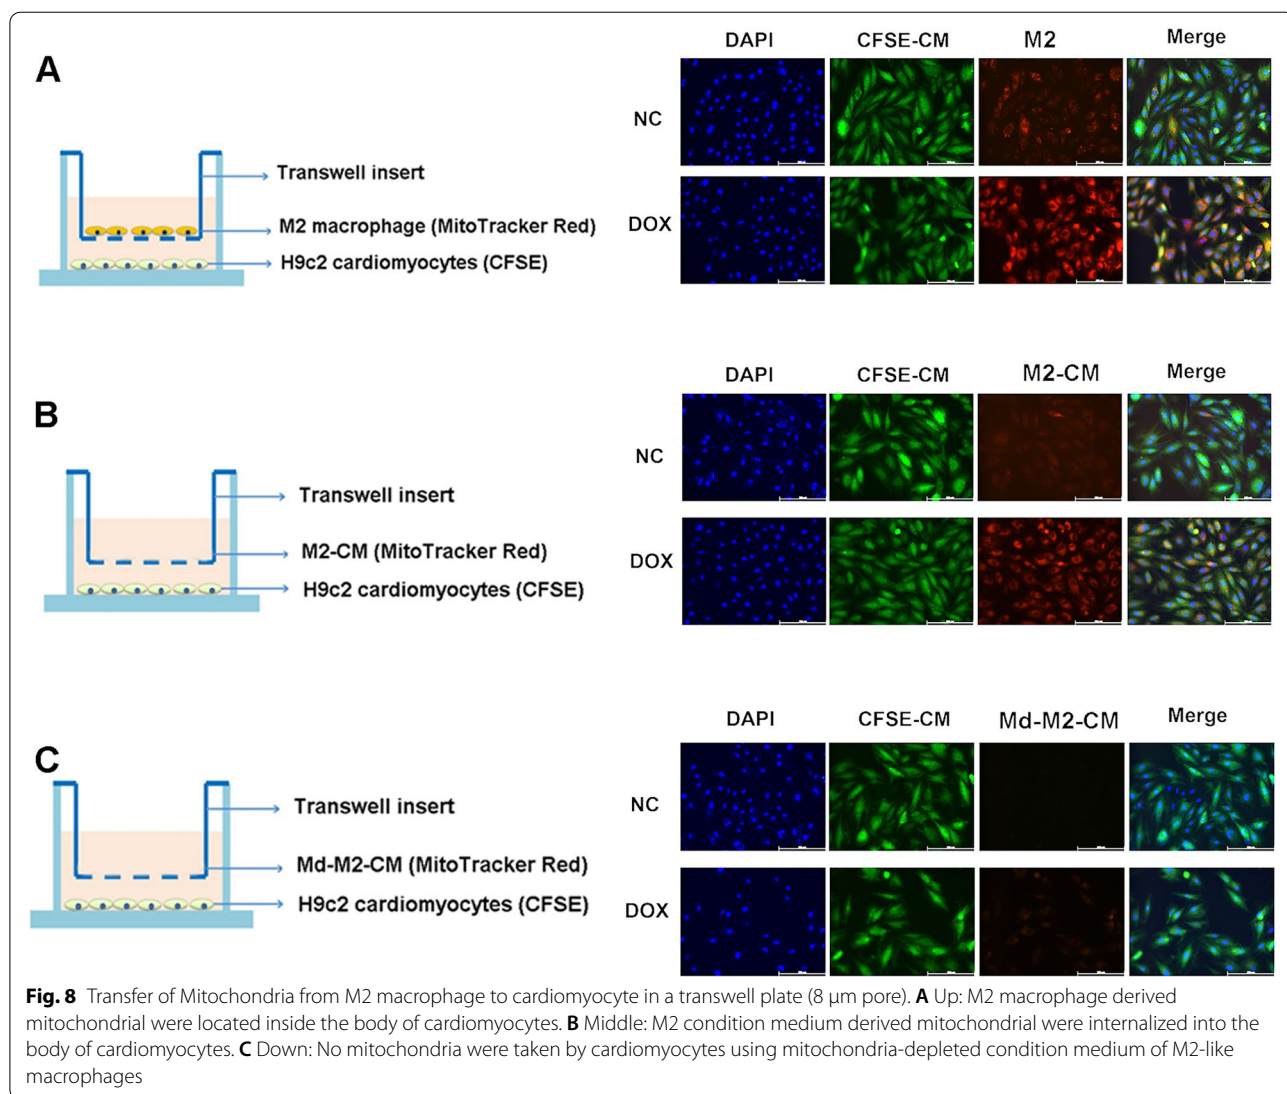 A
Transwell insert
M2 macrophage (MitoTracker Red)
H9c2 cardiomyocytes (CFSE)
DAPI CFSE-CM M2 Merge
NC
DOX
B
Transwell insert
M2-CM (MitoTracker Red)
H9c2 cardiomyocytes (CFSE)
DAPI CFSE-CM M2-CM Merge
NC
DOX
C
Transwell insert
Md-M2-CM (MitoTracker Red)
H9c2 cardiomyocytes (CFSE)
DAPI CFSE-CM Md-M2-CM Merge
NC
DOX
Fig. 8 Transfer of Mitochondria from M2 macrophage to cardiomyocyte in a transwell plate (8 μm pore). A Up: M2 macrophage derived
mitochondrial were located inside the body of cardiomyocytes. B Middle: M2 condition medium derived mitochondrial were internalized into the
body of cardiomyocytes. C Down: No mitochondria were taken by cardiomyocytes using mitochondria-depleted condition medium of M2-like
macrophages